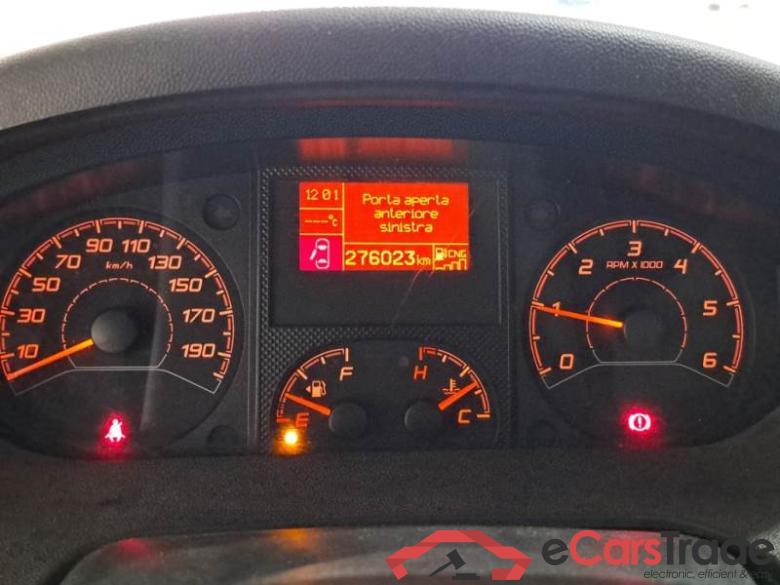 12 01
Porta aperta
anteriore
sinistra
---°C
276023 km
CNG
10 30 50 70 90 110 130 150 170 190
km/h
0 1 2 3 4 5 6
RPM X 1000
F
E
H
C
eCarsTrade
electronic, efficient &